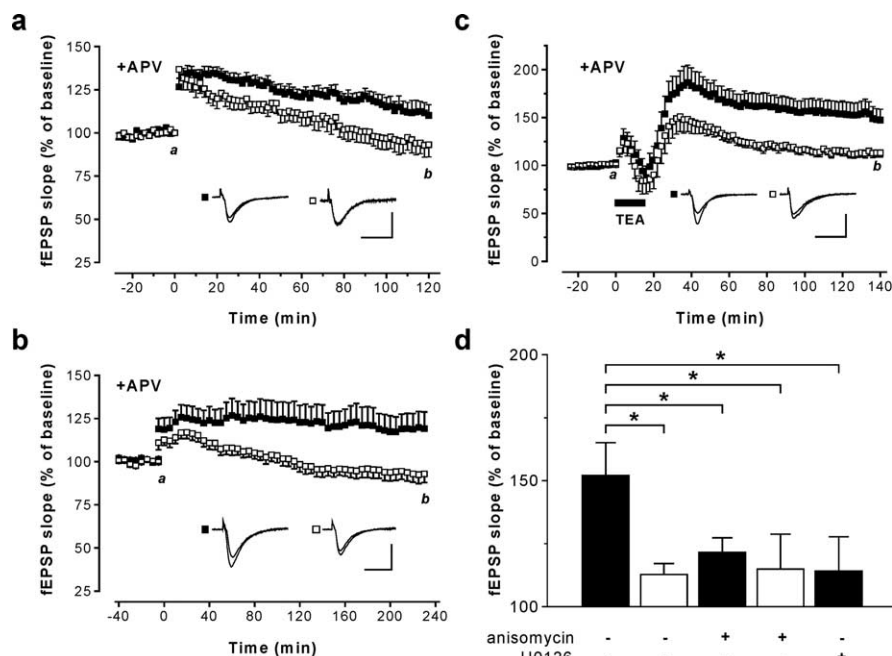 a
+APV
fEPSP slope (% of baseline)
150
125
100
75
50
25
a
b
-20 0 20 40 60 80 100 120
Time (min)
b
+APV
fEPSP slope (% of baseline)
150
125
100
75
50
25
a
b
-40 0 40 80 120 160 200 240
Time (min)
c
+APV
fEPSP slope (% of baseline)
200
150
100
50
0
a
b
TEA
-20 0 20 40 60 80 100 120 140
Time (min)
d
fEPSP slope (% of baseline)
200
150
100
*
*
*
*
anisomycin - - + + -